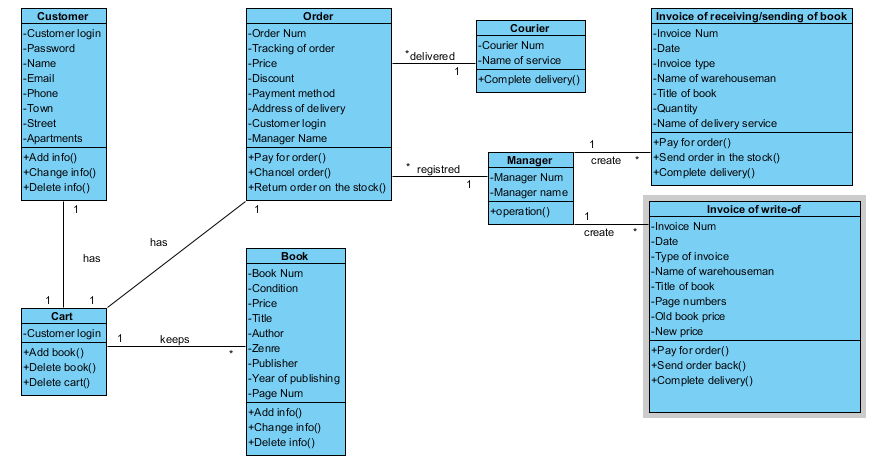 Customer
-Customer login
-Password
-Name
-Email
-Phone
-Town
-Street
-Apartments
+Add info()
+Change info()
+Delete info()
Order
-Order Num
-Tracking of order
-Price
-Discount
-Payment method
-Address of delivery
-Customer login
-Manager Name
+Pay for order()
+Chancel order()
+Return order on the stock()
Courier
-Courier Num
-Name of service
+Complete delivery()
*
delivered
1
Invoice of receiving/sending of book
-Invoice Num
-Date
-Invoice type
-Name of warehouseman
-Title of book
-Quantity
-Name of delivery service
+Pay for order()
+Send order in the stock()
+Complete delivery()
Manager
-Manager Num
-Manager name
+operation()
* registred
1
1
create
*
1
create
*
Invoice of write-of
-Invoice Num
-Date
-Type of invoice
-Name of warehouseman
-Title of book
-Page numbers
-Old book price
-New price
+Pay for order()
+Send order back()
+Complete delivery()
1
has
1
1
has
1
Cart
-Customer login
+Add book()
+Delete book()
+Delete cart()
1
keeps
*
Book
-Book Num
-Condition
-Price
-Title
-Author
-Zenre
-Publisher
-Year of publishing
-Page Num
+Add info()
+Change info()
+Delete info()